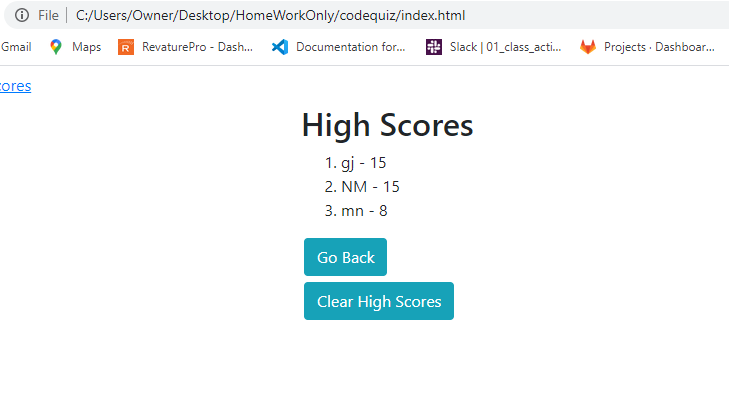 File C:/Users/Owner/Desktop/HomeWorkOnly/codequiz/index.html
Gmail Maps RevaturePro - Dash... Documentation for... Slack | 01_class_acti... Projects · Dashboar...
cores
High Scores
1. gj - 15
2. NM - 15
3. mn - 8
Go Back
Clear High Scores